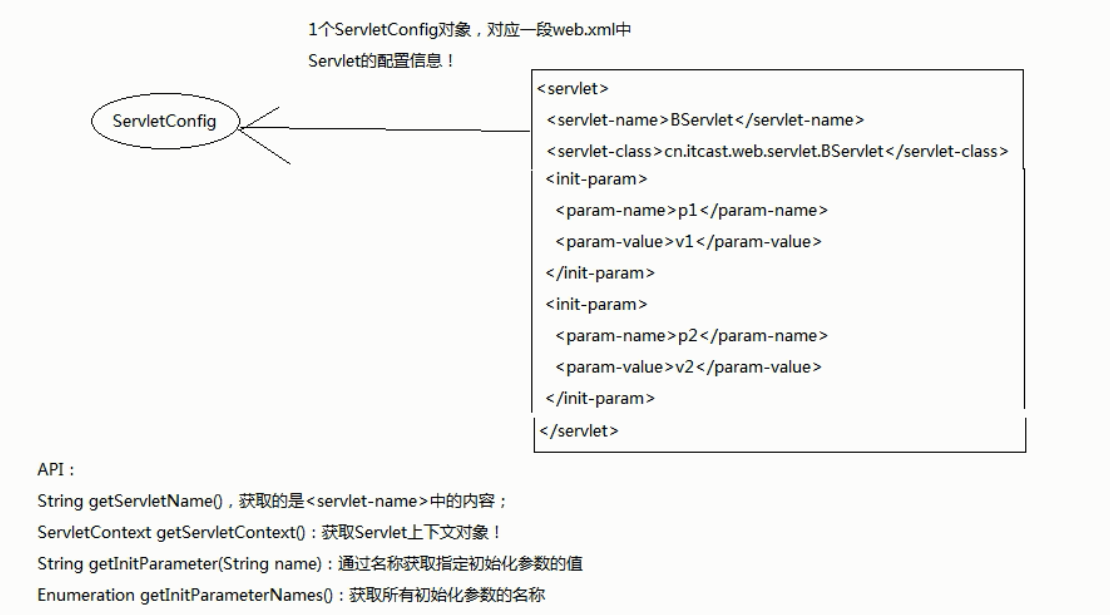 1个ServletConfig对象，对应一段web.xml中
Servlet的配置信息！
ServletConfig
<servlet>
<servlet-name>BServlet</servlet-name>
<servlet-class>cn.itcast.web.servlet.BServlet</servlet-class>
<init-param>
<param-name>p1</param-name>
<param-value>v1</param-value>
</init-param>
<init-param>
<param-name>p2</param-name>
<param-value>v2</param-value>
</init-param>
</servlet>
API：
String getServletName()，获取的是<servlet-name>中的内容；
ServletContext getServletContext()：获取Servlet上下文对象！
String getInitParameter(String name)：通过名称获取指定初始化参数的值
Enumeration getInitParameterNames()：获取所有初始化参数的名称